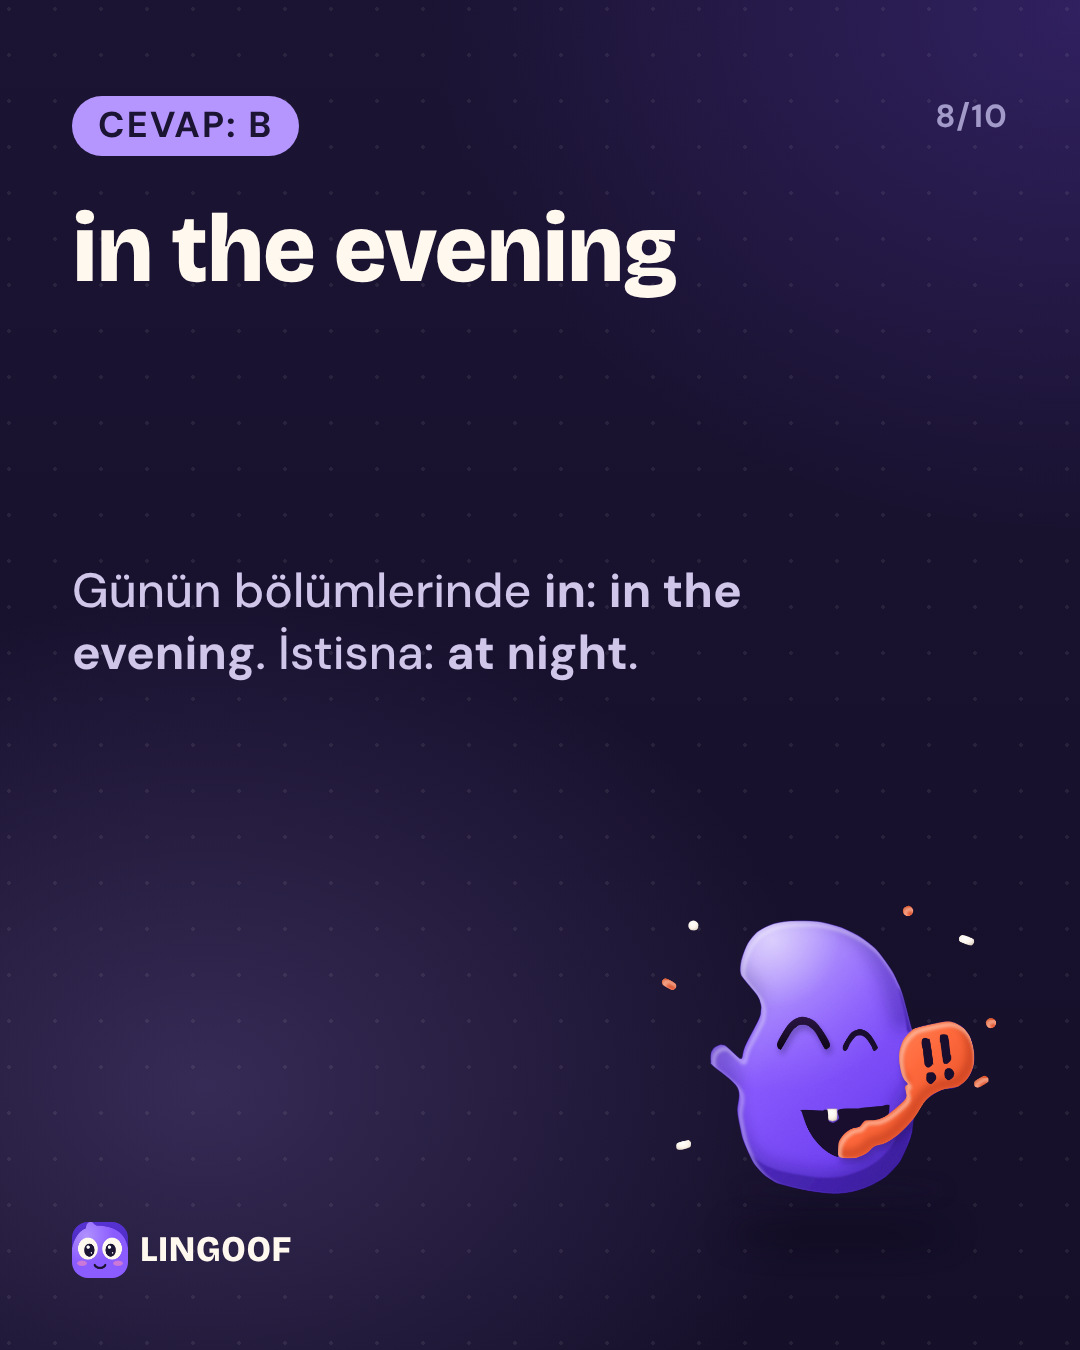 CEVAP: B
8/10
in the evening
Günün bölümlerinde in: in the
evening. İstisna: at night.
!!
LINGOOF